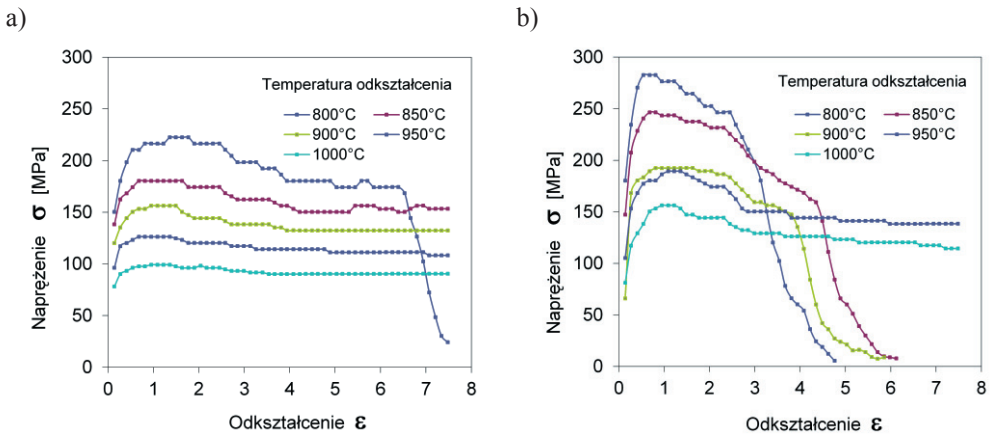 a)
300
250
200
150
100
50
0
Naprężenie σ [MPa]
Temperatura odkształcenia
800°C 850°C
900°C 950°C
1000°C
0 1 2 3 4 5 6 7 8
Odkształcenie ε
b)
300
250
200
150
100
50
0
Naprężenie σ [MPa]
Temperatura odkształcenia
800°C 850°C
900°C 950°C
1000°C
0 1 2 3 4 5 6 7 8
Odkształcenie ε